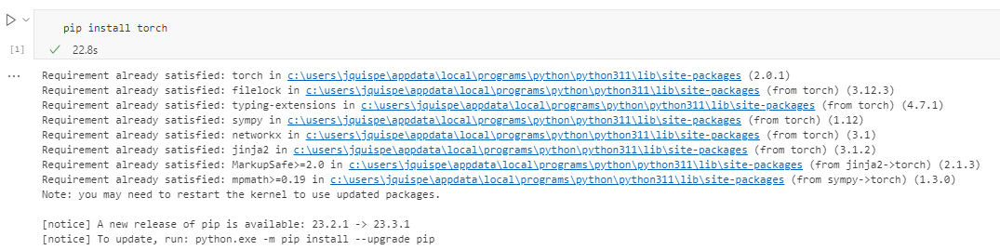 pip install torch
[1] 22.8s
Requirement already satisfied: torch in c:\users\jquispe\appdata\local\programs\python\python311\lib\site-packages (2.0.1)
Requirement already satisfied: filelock in c:\users\jquispe\appdata\local\programs\python\python311\lib\site-packages (from torch) (3.12.3)
Requirement already satisfied: typing-extensions in c:\users\jquispe\appdata\local\programs\python\python311\lib\site-packages (from torch) (4.7.1)
Requirement already satisfied: sympy in c:\users\jquispe\appdata\local\programs\python\python311\lib\site-packages (from torch) (1.12)
Requirement already satisfied: networkx in c:\users\jquispe\appdata\local\programs\python\python311\lib\site-packages (from torch) (3.1)
Requirement already satisfied: jinja2 in c:\users\jquispe\appdata\local\programs\python\python311\lib\site-packages (from torch) (3.1.2)
Requirement already satisfied: MarkupSafe>=2.0 in c:\users\jquispe\appdata\local\programs\python\python311\lib\site-packages (from jinja2->torch) (2.1.3)
Requirement already satisfied: mpmath>=0.19 in c:\users\jquispe\appdata\local\programs\python\python311\lib\site-packages (from sympy->torch) (1.3.0)
Note: you may need to restart the kernel to use updated packages.
[notice] A new release of pip is available: 23.2.1 -> 23.3.1
[notice] To update, run: python.exe -m pip install --upgrade pip